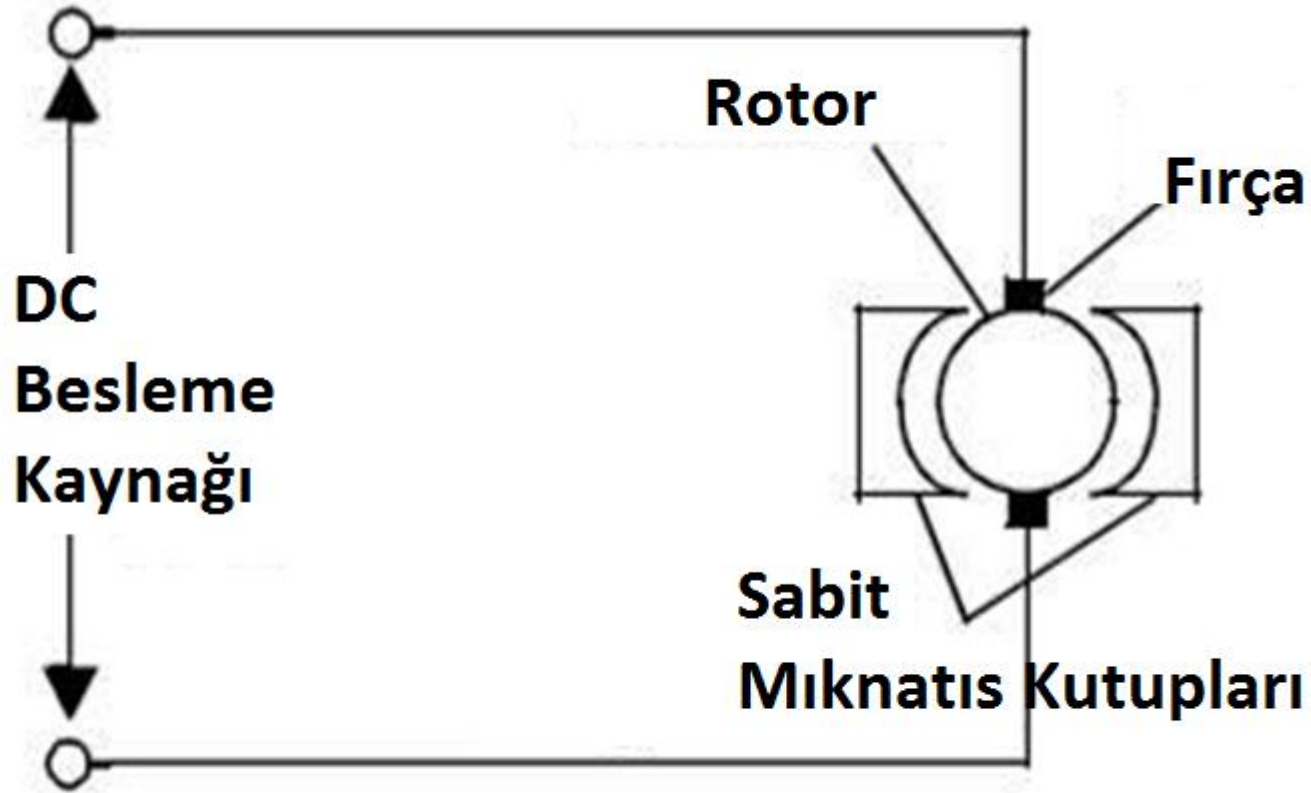 Rotor
Fırça
DC
Besleme
Kaynağı
Sabit
Mıknatıs Kutupları